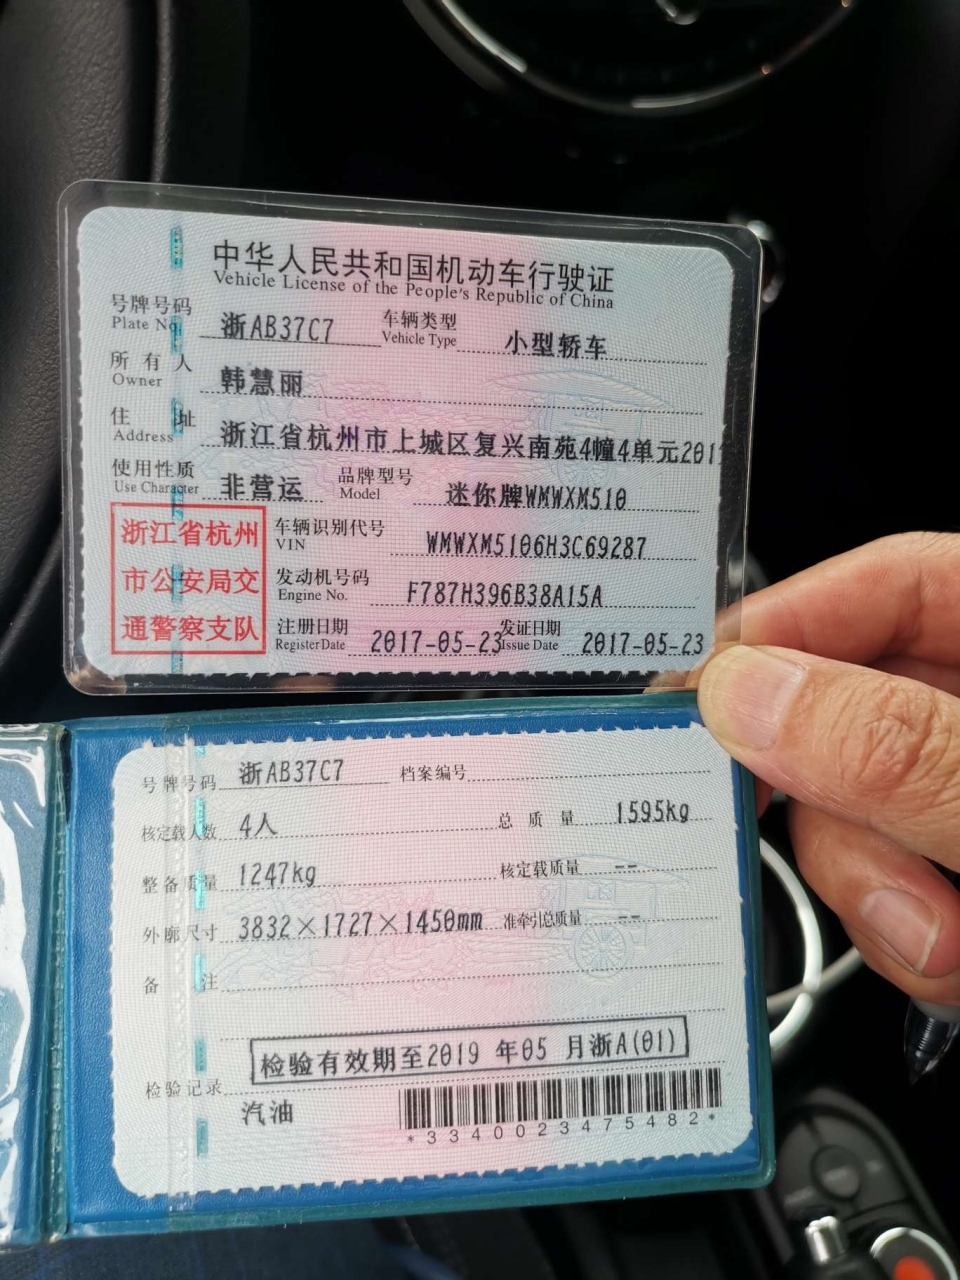 中华人民共和国机动车行驶证
Vehicle License of the People's Republic of China
号牌号码 浙AB37C7 车辆类型 小型轿车
Plate No. Vehicle Type
所有人 韩慧丽
Owner
住址 浙江省杭州市上城区复兴南苑4幢4单元201
Address
使用性质 非营运 品牌型号 迷你牌WMWXM510
Use Character Model
浙江省杭州
市公安局交
通警察支队
车辆识别代号 WMWXM5106H3C69287
VIN
发动机号码 F787H396B38A15A
Engine No.
注册日期 2017-05-23 发证日期 2017-05-23
Register Date Issue Date
号牌号码 浙AB37C7 档案编号
核定载人数 4人 总质量 1595kg
整备质量 1247kg 核定载质量 --
外廓尺寸 3832×1727×1450mm 准牵引总质量 --
备注
检验有效期至2019 年05 月浙A(01)
检验记录
汽油
*3340023475482*